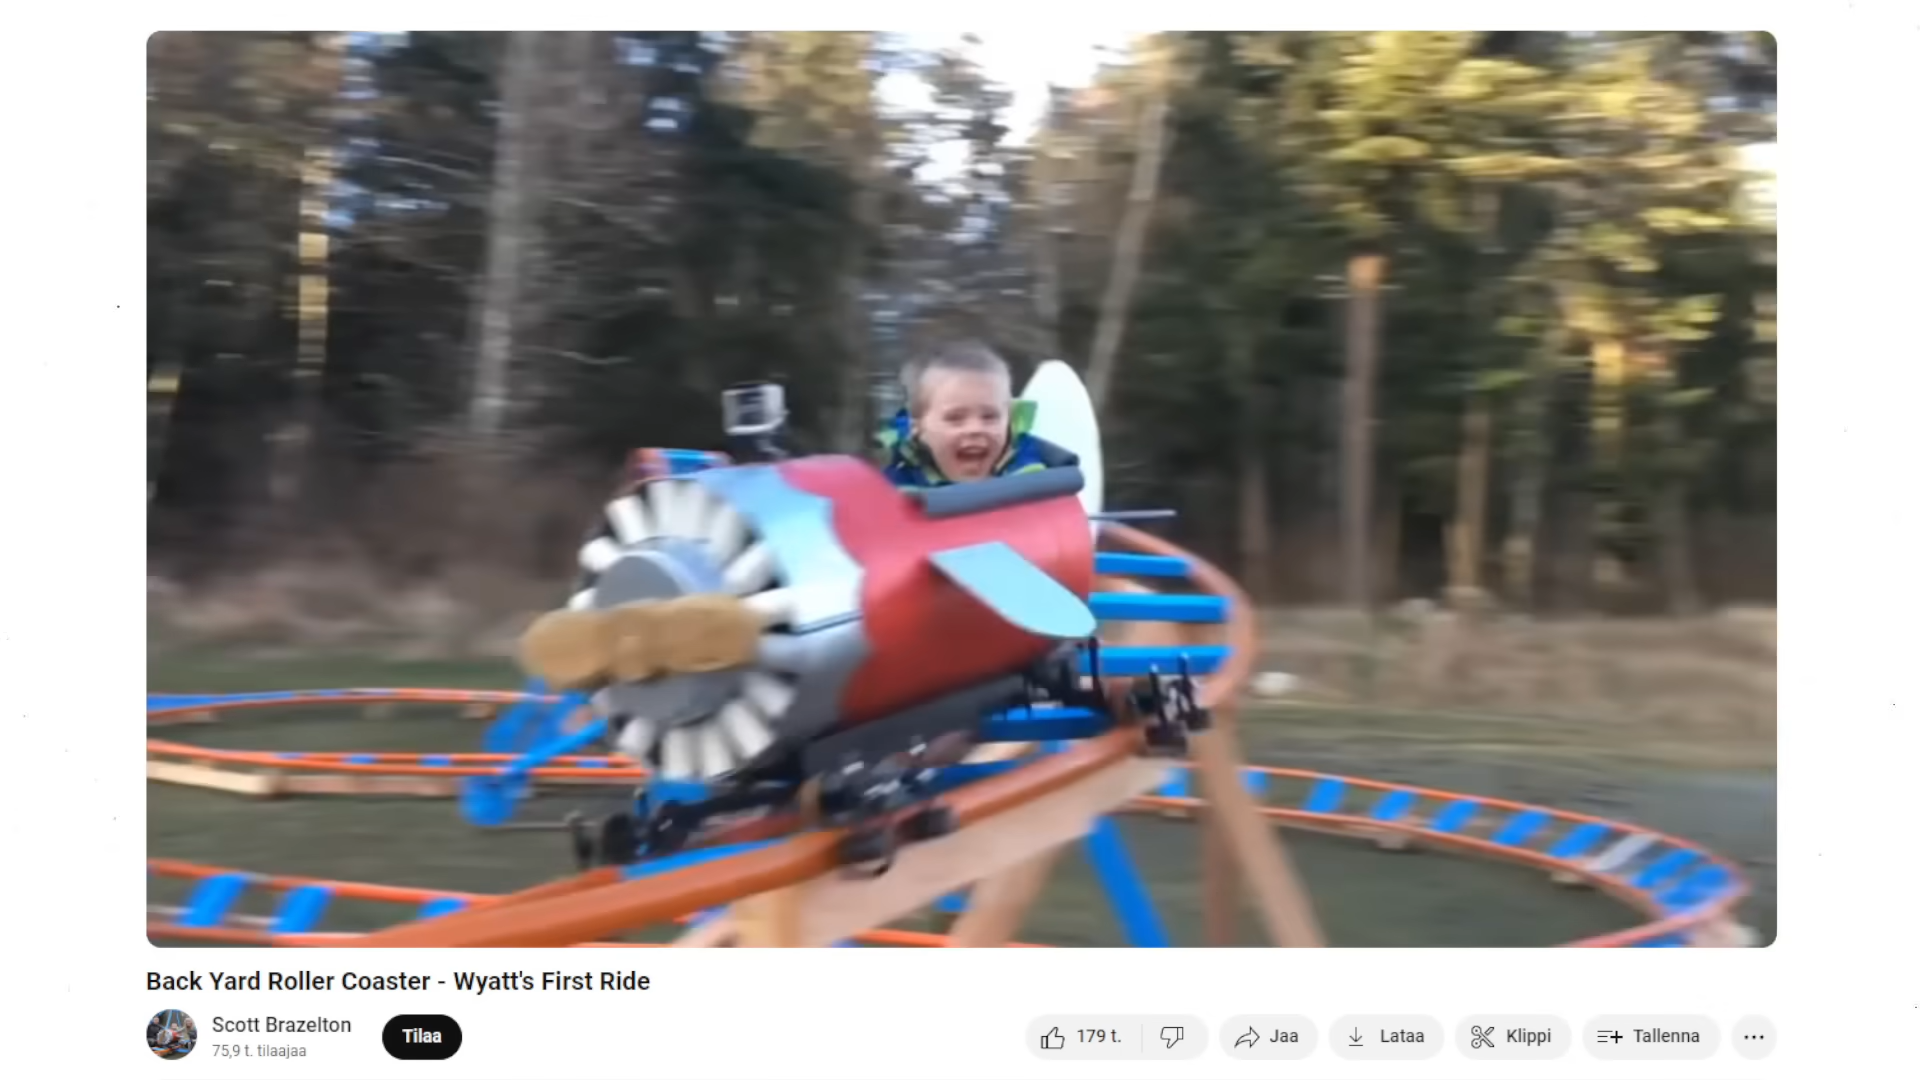 Back Yard Roller Coaster - Wyatt's First Ride
Scott Brazelton
75,9 t. tilaajaa
Tilaa
179 t.
Jaa
Lataa
Klippi
Tallenna